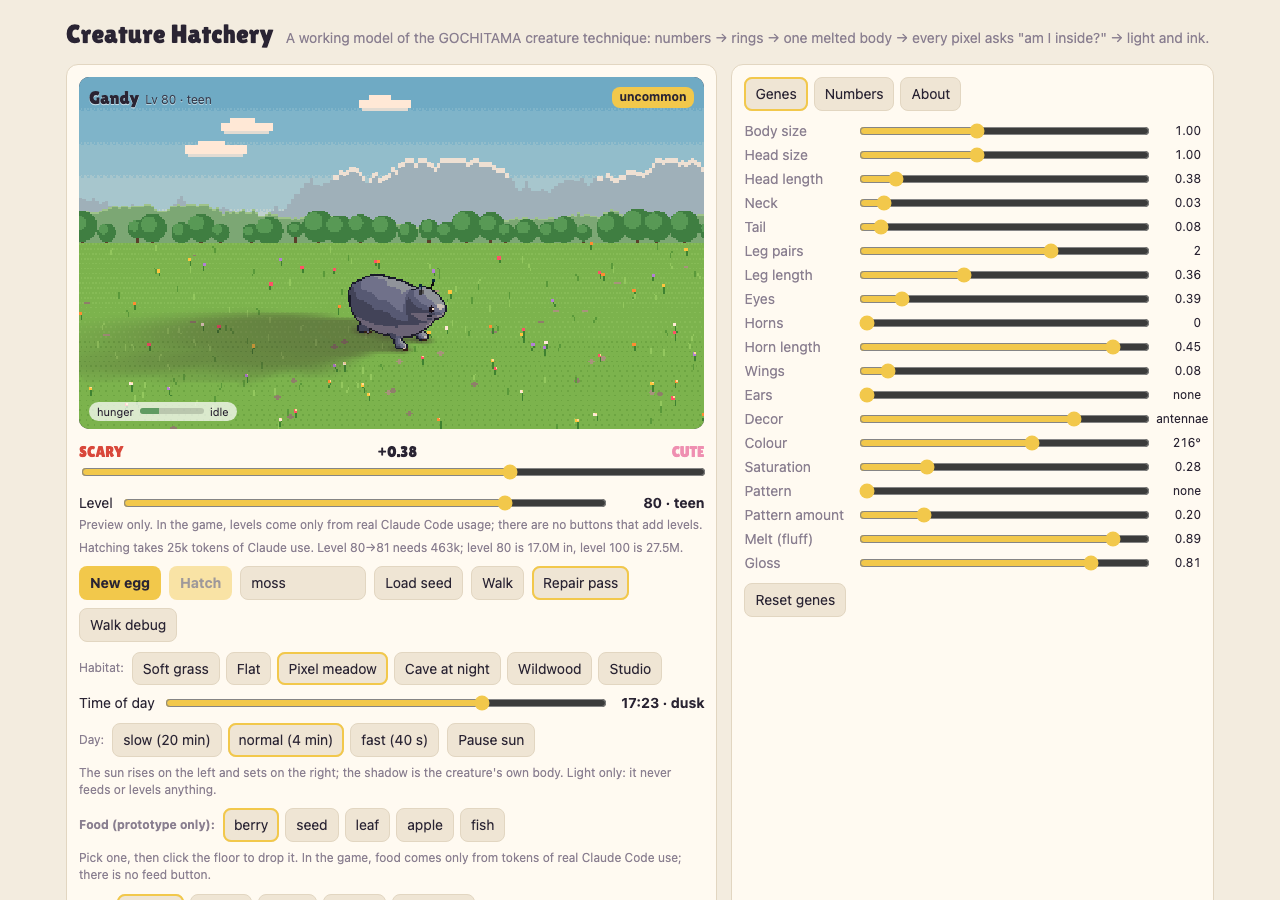 Creature Hatchery
A working model of the GOCHITAMA creature technique: numbers → rings → one melted body → every pixel asks "am I inside?" → light and ink.
Gandy Lv 80 · teen
uncommon
hunger idle
SCARY +0.38 CUTE
Level 80 · teen
Preview only. In the game, levels come only from real Claude Code usage; there are no buttons that add levels.
Hatching takes 25k tokens of Claude use. Level 80→81 needs 463k; level 80 is 17.0M in, level 100 is 27.5M.
New egg Hatch moss Load seed Walk Repair pass
Walk debug
Habitat: Soft grass Flat Pixel meadow Cave at night Wildwood Studio
Time of day 17:23 · dusk
Day: slow (20 min) normal (4 min) fast (40 s) Pause sun
The sun rises on the left and sets on the right; the shadow is the creature's own body. Light only: it never
feeds or levels anything.
Food (prototype only): berry seed leaf apple fish
Pick one, then click the floor to drop it. In the game, food comes only from tokens of real Claude Code use;
there is no feed button.
Genes Numbers About
Body size 1.00
Head size 1.00
Head length 0.38
Neck 0.03
Tail 0.08
Leg pairs 2
Leg length 0.36
Eyes 0.39
Horns 0
Horn length 0.45
Wings 0.08
Ears none
Decor antennae
Colour 216°
Saturation 0.28
Pattern none
Pattern amount 0.20
Melt (fluff) 0.89
Gloss 0.81
Reset genes